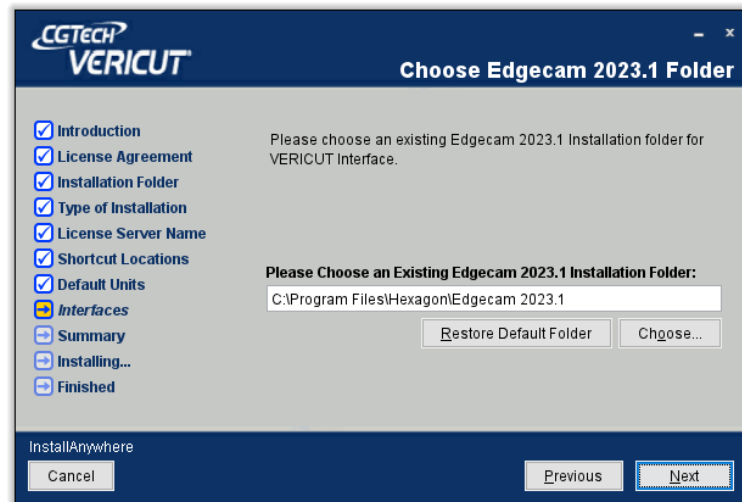 CGTECH
VERICUT
Choose Edgecam 2023.1 Folder
Introduction
License Agreement
Installation Folder
Type of Installation
License Server Name
Shortcut Locations
Default Units
Interfaces
Summary
Installing...
Finished
Please choose an existing Edgecam 2023.1 Installation folder for
VERICUT Interface.
Please Choose an Existing Edgecam 2023.1 Installation Folder:
C:\Program Files\Hexagon\Edgecam 2023.1
Restore Default Folder
Choose...
InstallAnywhere
Cancel
Previous
Next